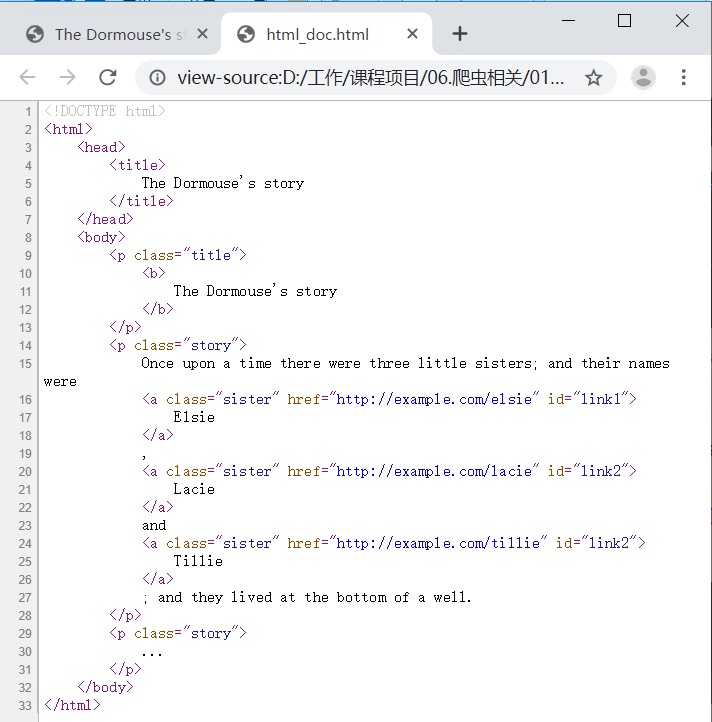 The Dormouse's st
html_doc.html
view-source:D:/工作/课程项目/06.爬虫相关/01...
1 <!DOCTYPE html>
2 <html>
3 <head>
4 <title>
5 The Dormouse's story
6 </title>
7 </head>
8 <body>
9 <p class="title">
10 <b>
11 The Dormouse's story
12 </b>
13 </p>
14 <p class="story">
15 Once upon a time there were three little sisters; and their names
were
16 <a class="sister" href="http://example.com/elsie" id="link1">
17 Elsie
18 </a>
19 ,
20 <a class="sister" href="http://example.com/lacie" id="link2">
21 Lacie
22 </a>
23 and
24 <a class="sister" href="http://example.com/tillie" id="link2">
25 Tillie
26 </a>
27 ; and they lived at the bottom of a well.
28 </p>
29 <p class="story">
30 ...
31 </p>
32 </body>
33 </html>